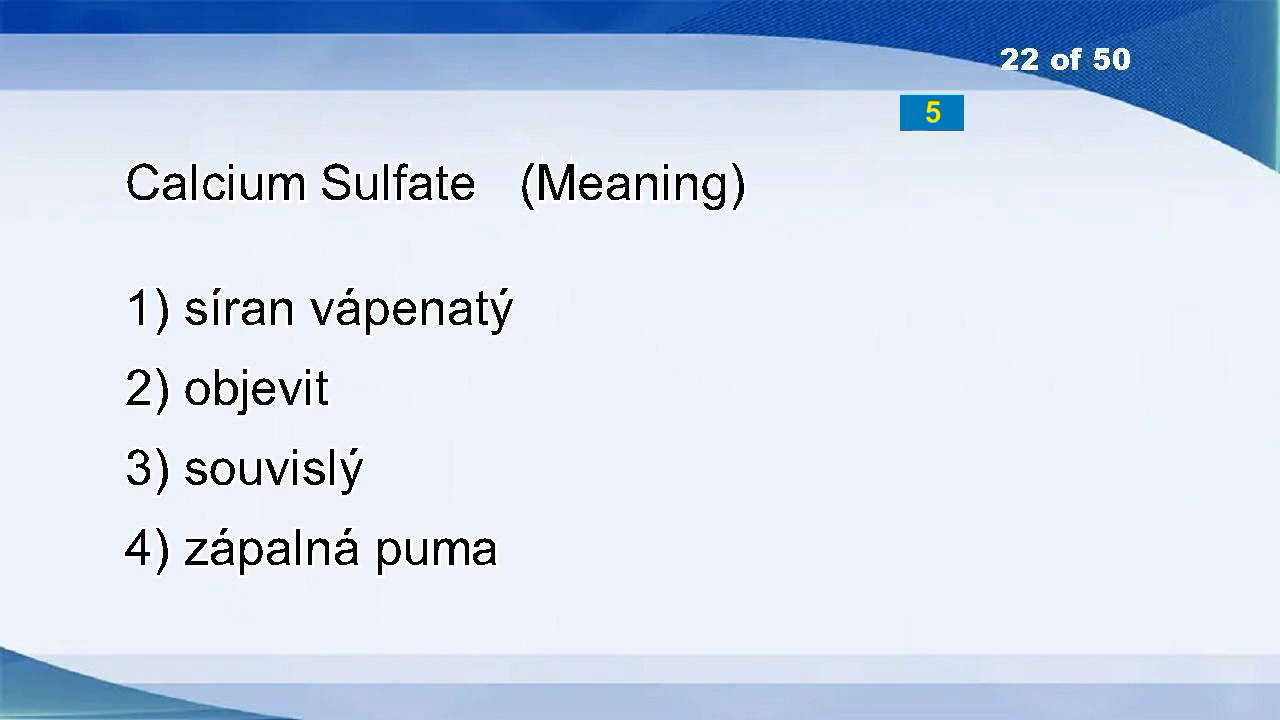 22 of 50
5
Calcium Sulfate (Meaning)
1) síran vápenatý
2) objevit
3) souvislý
4) zápalná puma